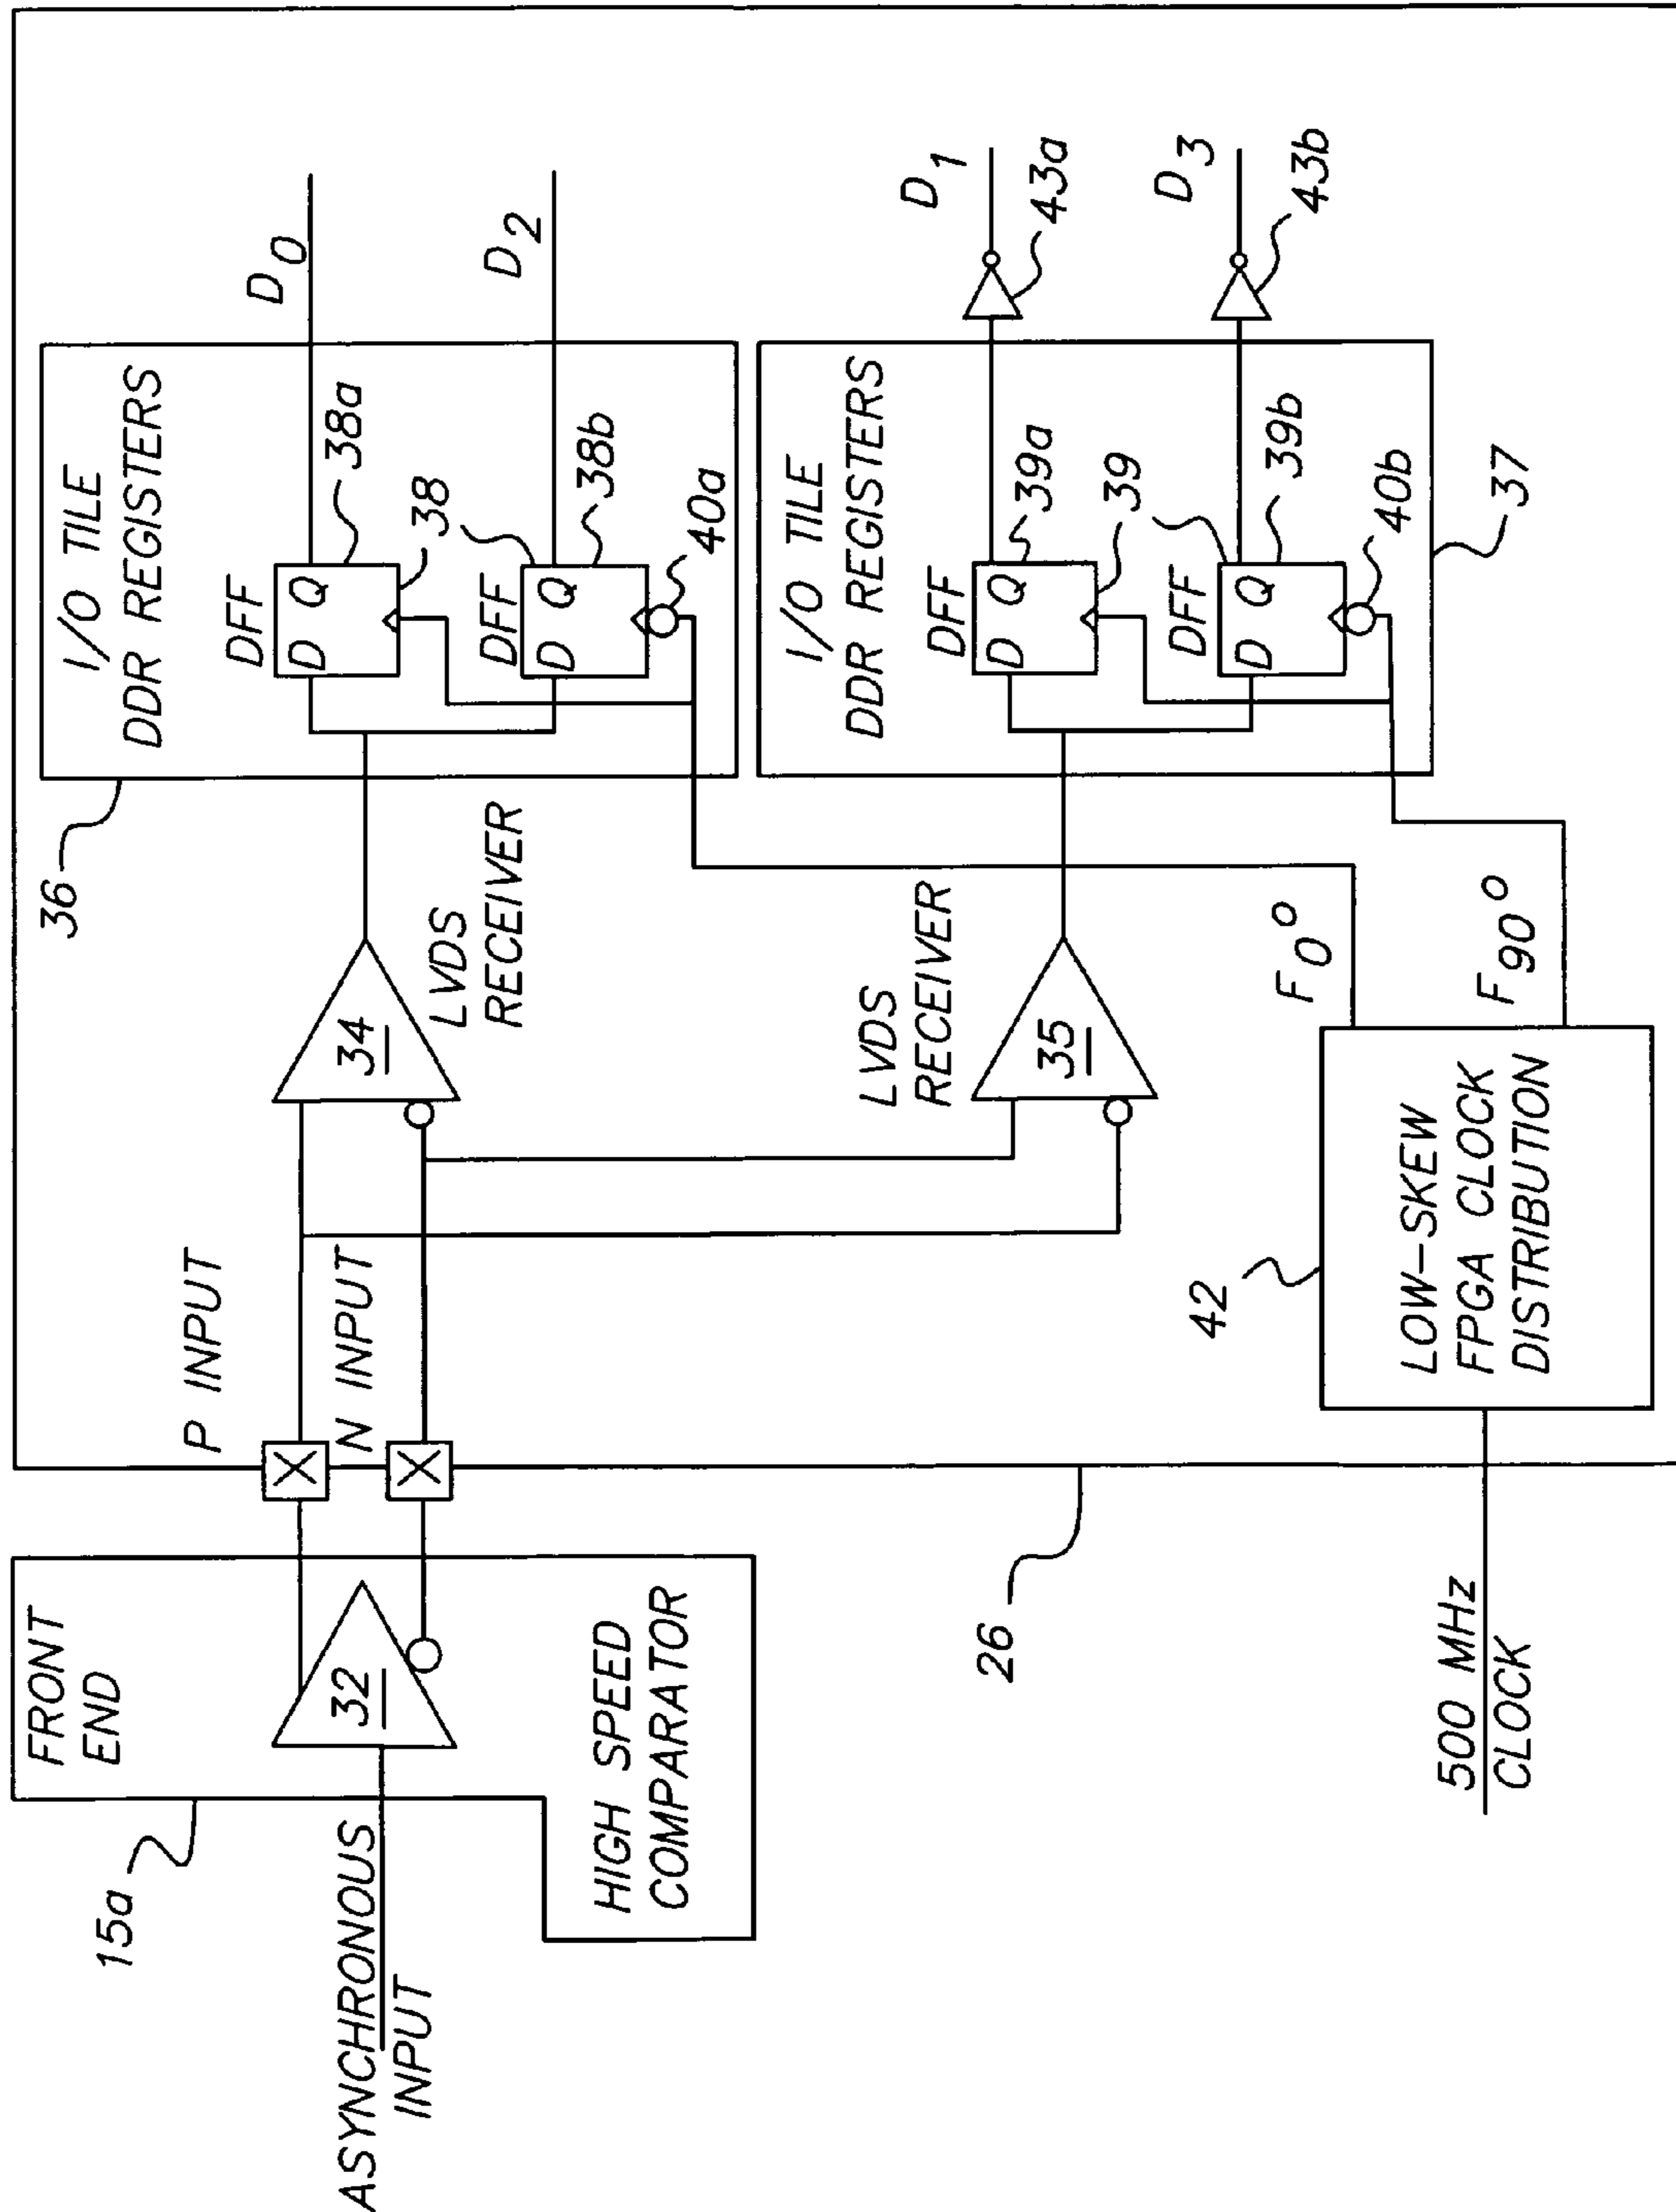 15a
FRONT
END
32
HIGH SPEED
COMPARATOR
ASYNCHRONOUS
INPUT
P INPUT
N INPUT
X
X
26
34
LVDS
RECEIVER
35
LVDS
RECEIVER
36
I/O TILE
DDR REGISTERS
DFF
D Q
38a
38
DFF
D Q
38b
40a
D0
D2
I/O TILE
DDR REGISTERS
DFF
D Q
39a
39
DFF
D Q
39b
40b
37
D1
43a
D3
43b
500 MHz
CLOCK
42
LOW-SKEW
FPGA CLOCK
DISTRIBUTION
F0°
F90°